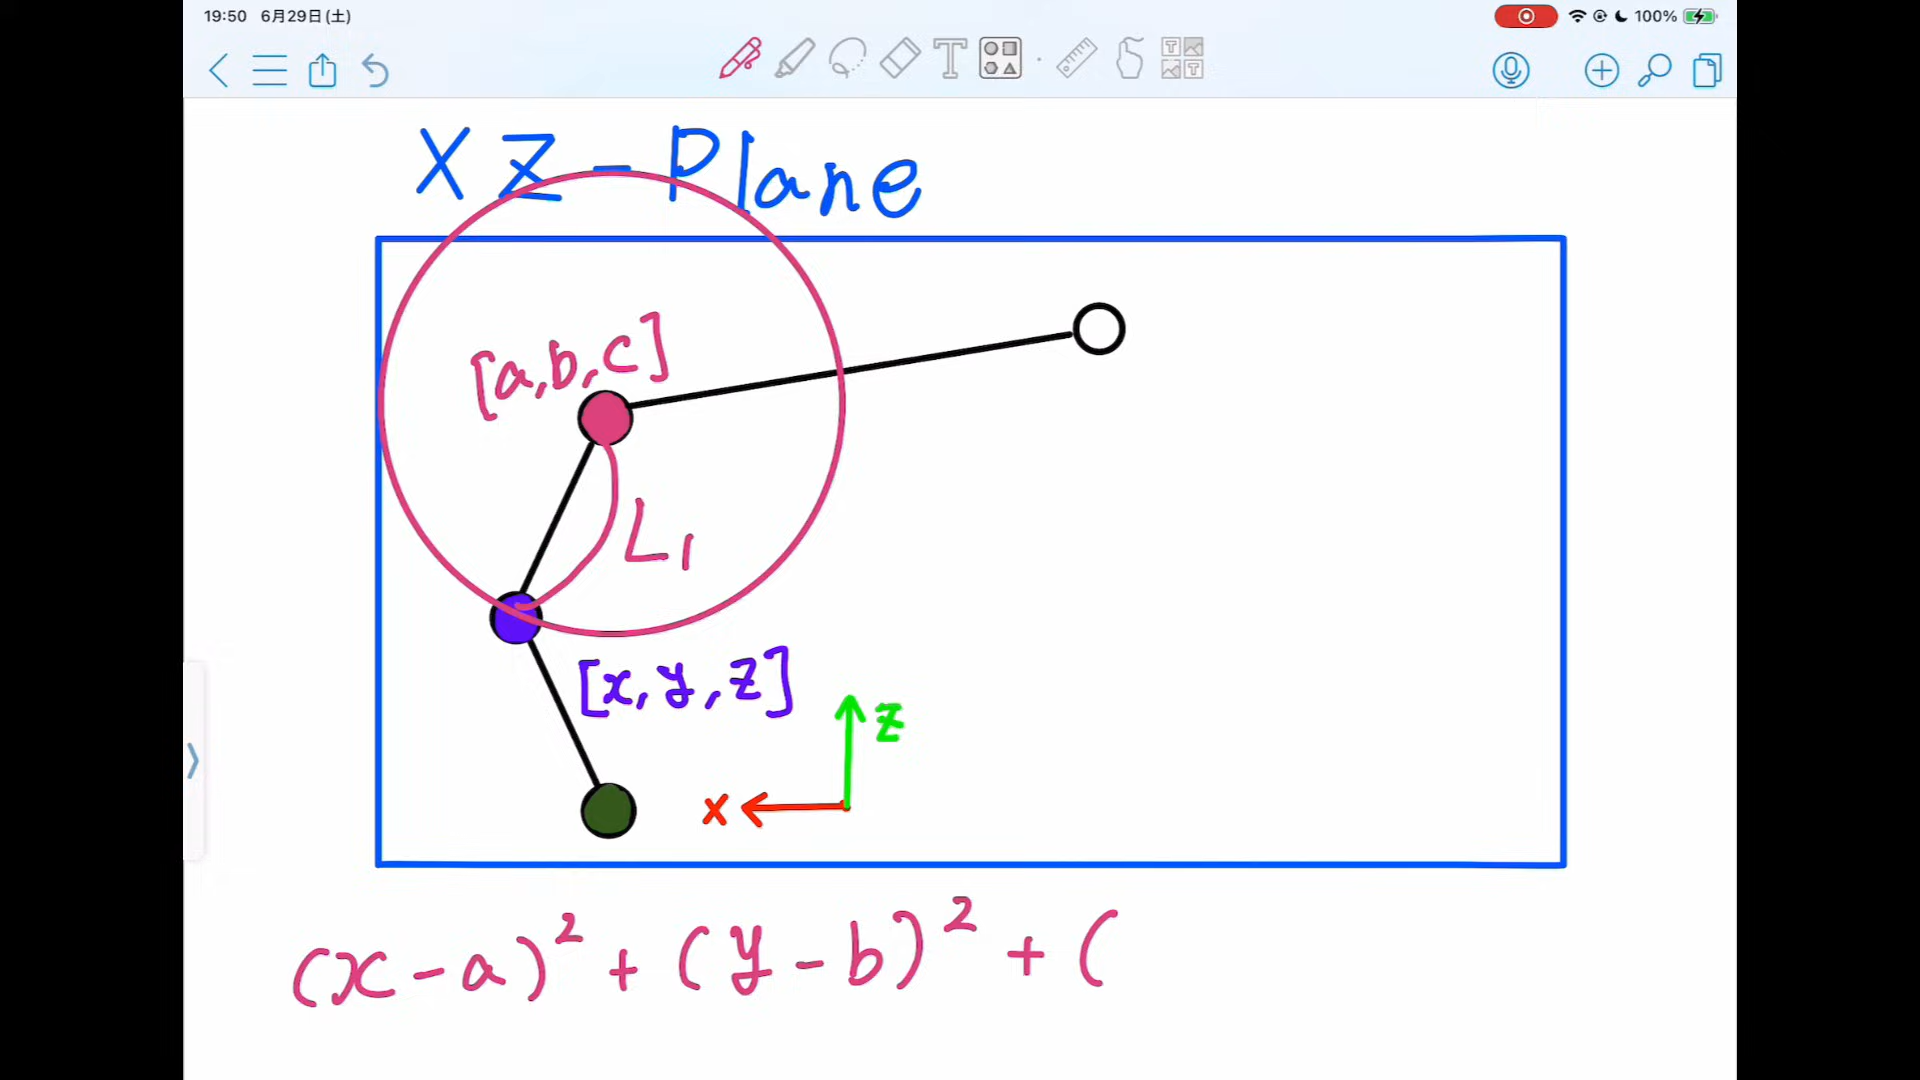 19:50 6月29日(土) 100%
T
XZ-Plane
[a,b,c]
L₁
[x,y,z]
z
x
(x-a)² + (y-b)² + (